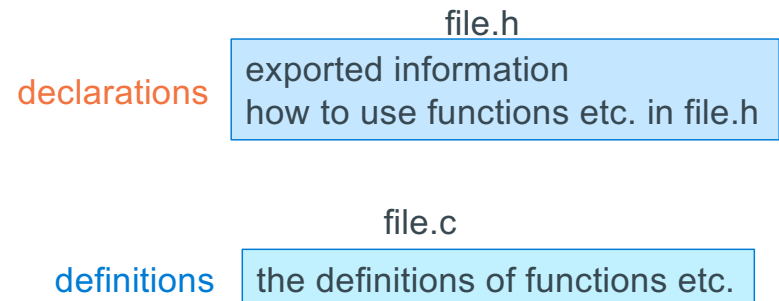 file.h
declarations
exported information
how to use functions etc. in file.h
file.c
definitions
the definitions of functions etc.